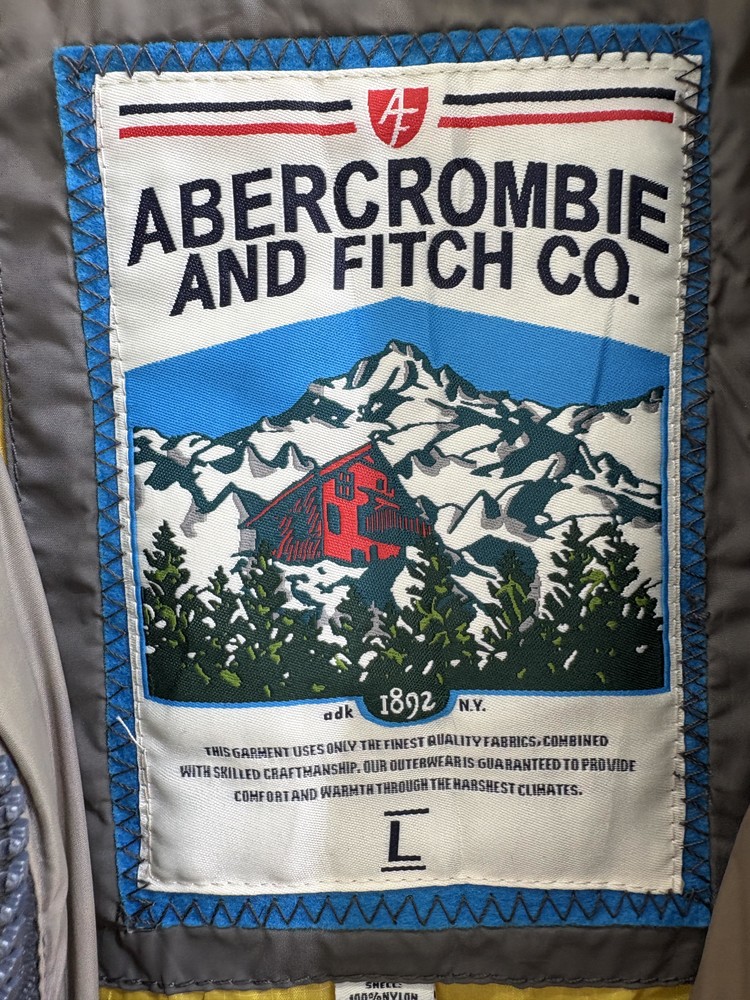 AF
ABERCROMBIE
AND FITCH CO.
adk 1892 N.Y.
THIS GARMENT USES ONLY THE FINEST QUALITY FABRICS, COMBINED
WITH SKILLED CRAFTMANSHIP. OUR OUTERWEAR IS GUARANTEED TO PROVIDE
COMFORT AND WARMTH THROUGH THE HARSHEST CLIMATES.
L
SHELL:
100% NYLON